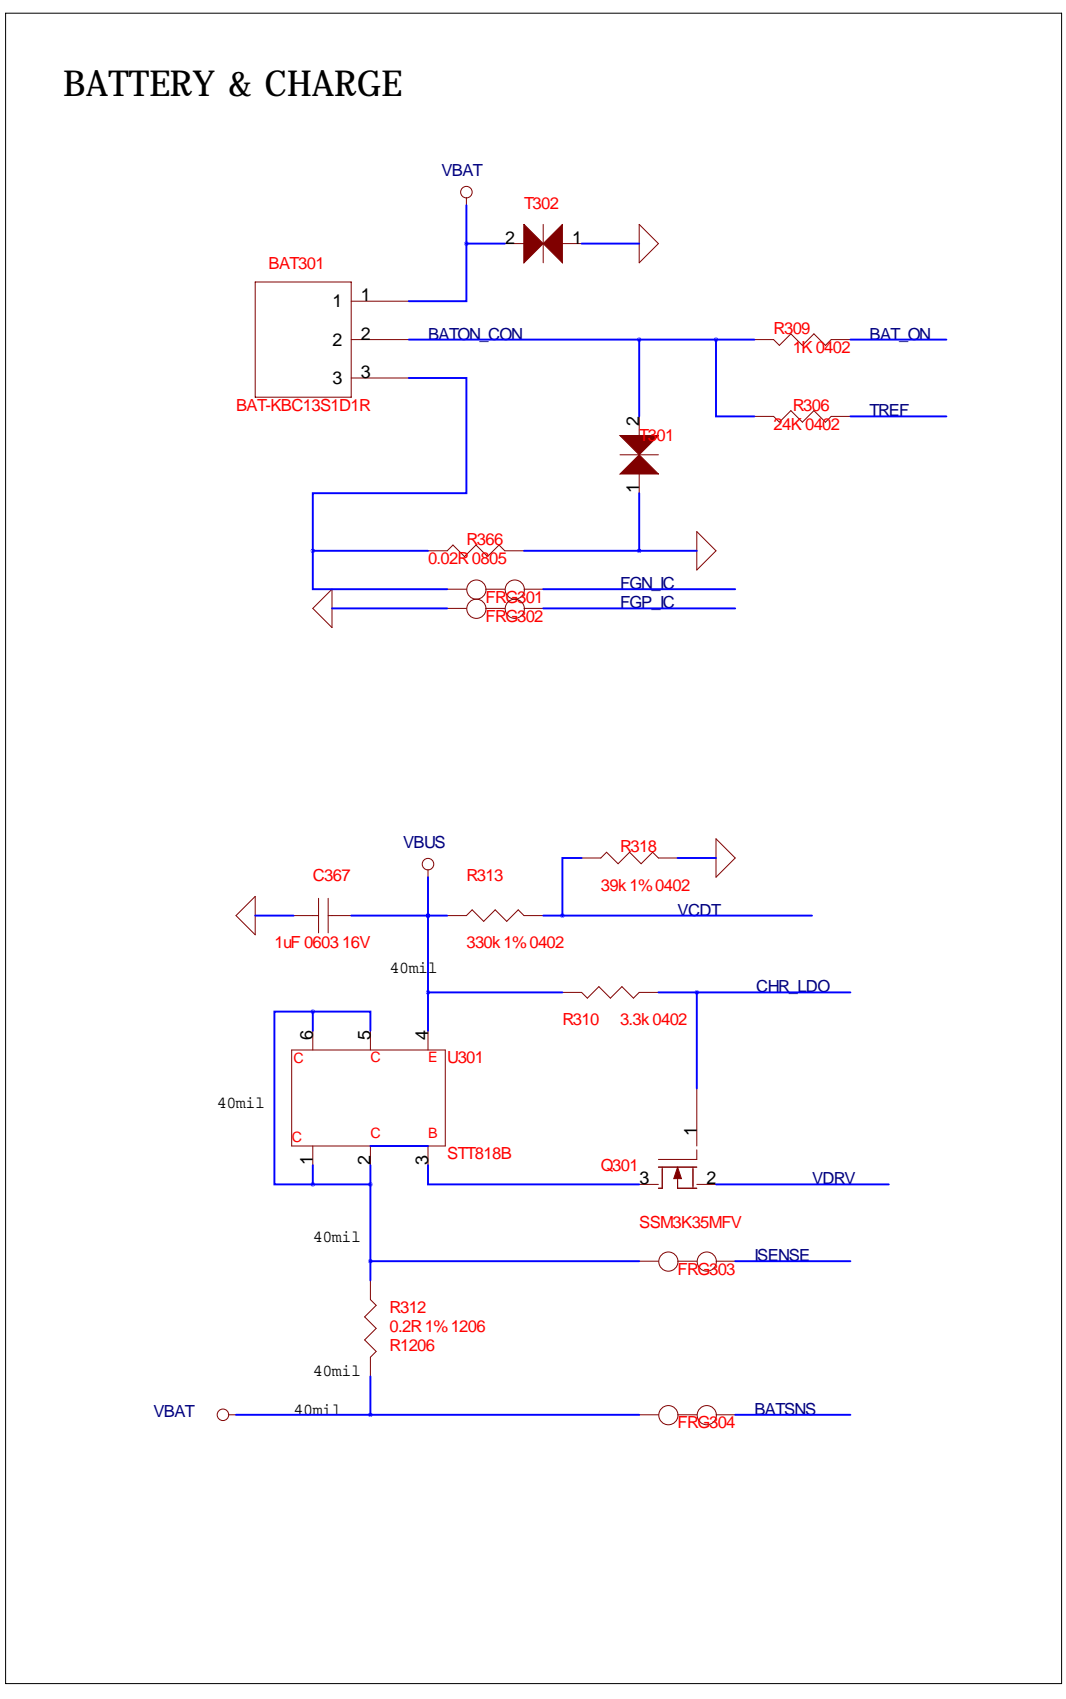 BATTERY & CHARGE
VBAT
T302
2 1
BAT301
1 1
2 2 BATON_CON
R309
1K 0402
BAT_ON
3 3
BAT-KBC13S1D1R
R306
24K 0402
TREF
2
T301
1
R366
0.02R 0805
FRG301 FGN_IC
FRG302 FGP_IC
VBUS
R318
39k 1% 0402
C367
1uF 0603 16V
R313
330k 1% 0402
VCDT
40mil
R310 3.3k 0402
CHR_LDO
6 5 4
C C E U301
40mil
C C B
STT818B
1 2 3
1
Q301
3 2
VDRV
SSM3K35MFV
40mil
FRG303 ISENSE
R312
0.2R 1% 1206
R1206
40mil
VBAT 40mil
FRG304 BATSNS